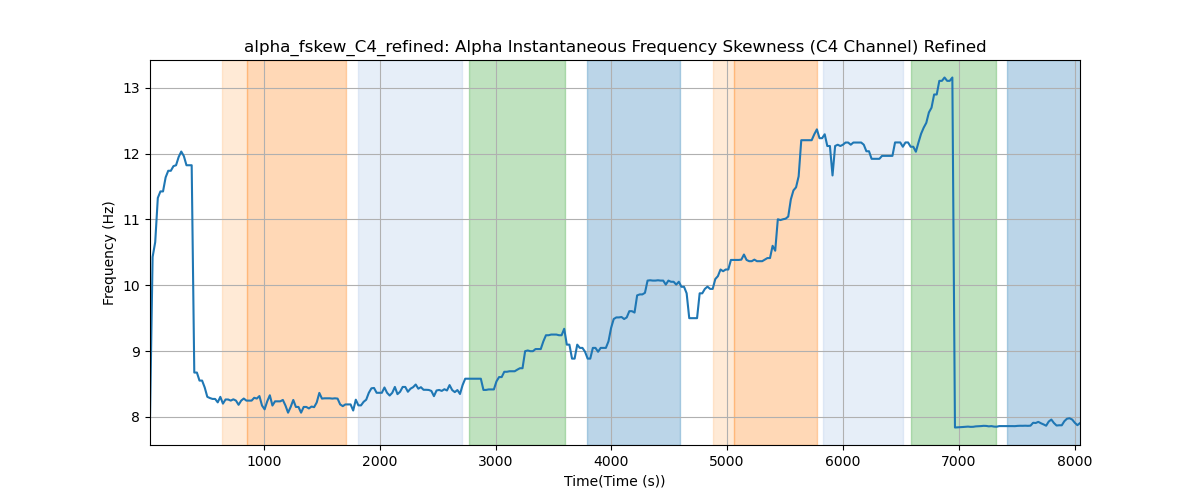 alpha_fskew_C4_refined: Alpha Instantaneous Frequency Skewness (C4 Channel) Refined
Frequency (Hz)
13
12
11
10
9
8
1000 2000 3000 4000 5000 6000 7000 8000
Time(Time (s))